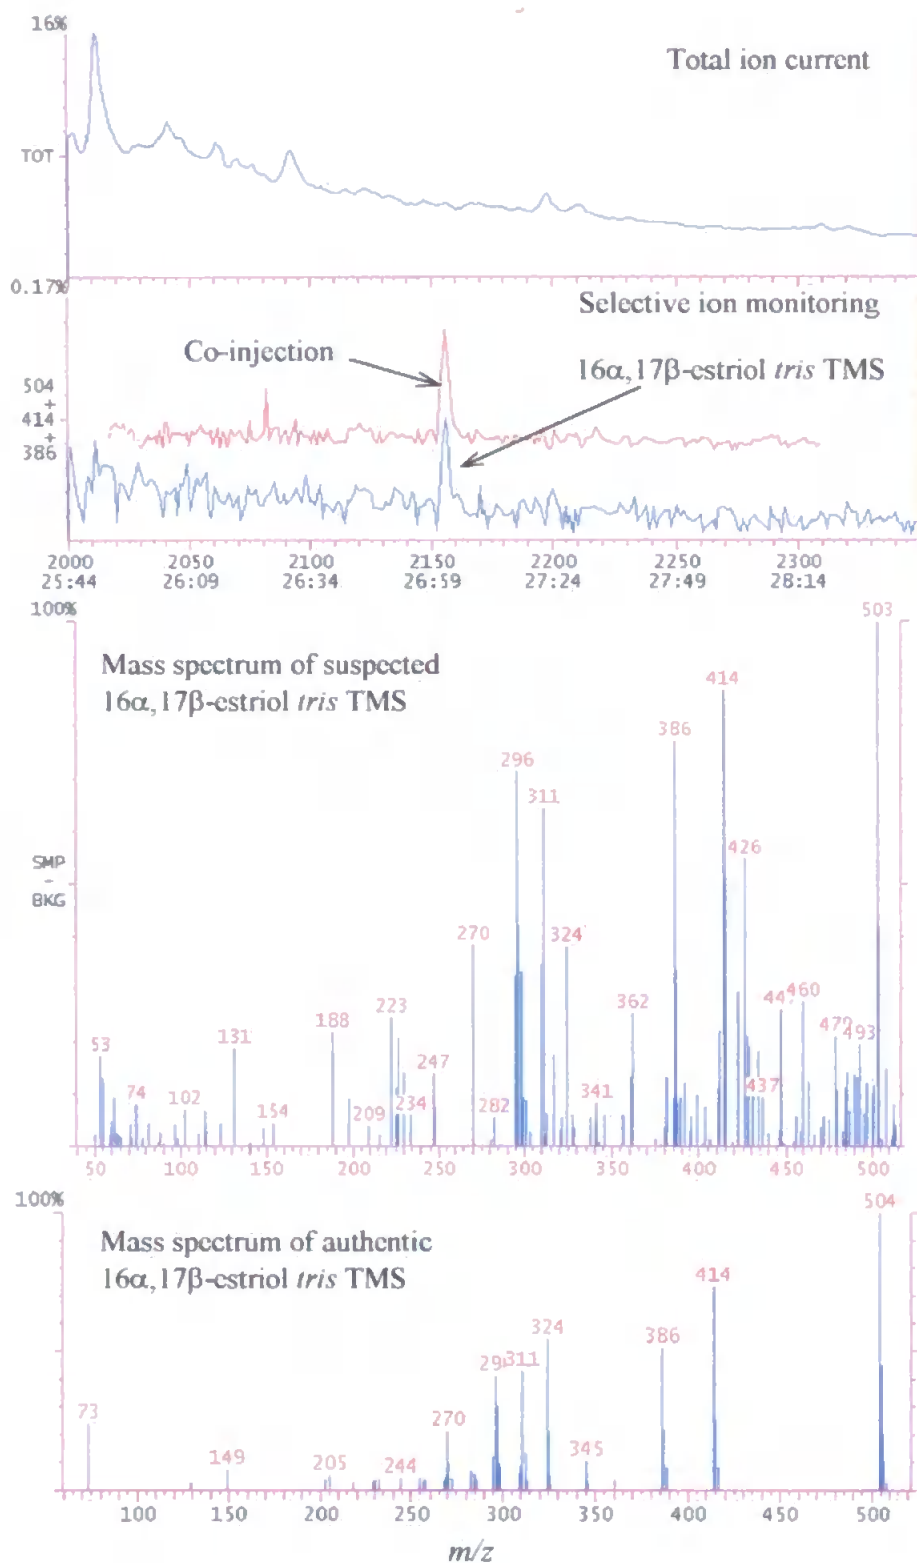 16%
Total ion current
TOT
0.17%
Selective ion monitoring
Co-injection
16α,17β-estriol tris TMS
504
+
414
+
386
2000 2050 2100 2150 2200 2250 2300
25:44 26:09 26:34 26:59 27:24 27:49 28:14
100%
503
Mass spectrum of suspected
16α,17β-estriol tris TMS
414
386
296
311
426
SMP
-
BKG
270
324
362
460
223
188
131
479
493
53
247
74
102
154
209
234
282
341
437
50 100 150 200 250 300 350 400 450 500
100%
504
Mass spectrum of authentic
16α,17β-estriol tris TMS
414
324
386
311
73
270
149
205
244
345
100 150 200 250 300 350 400 450 500
m/z